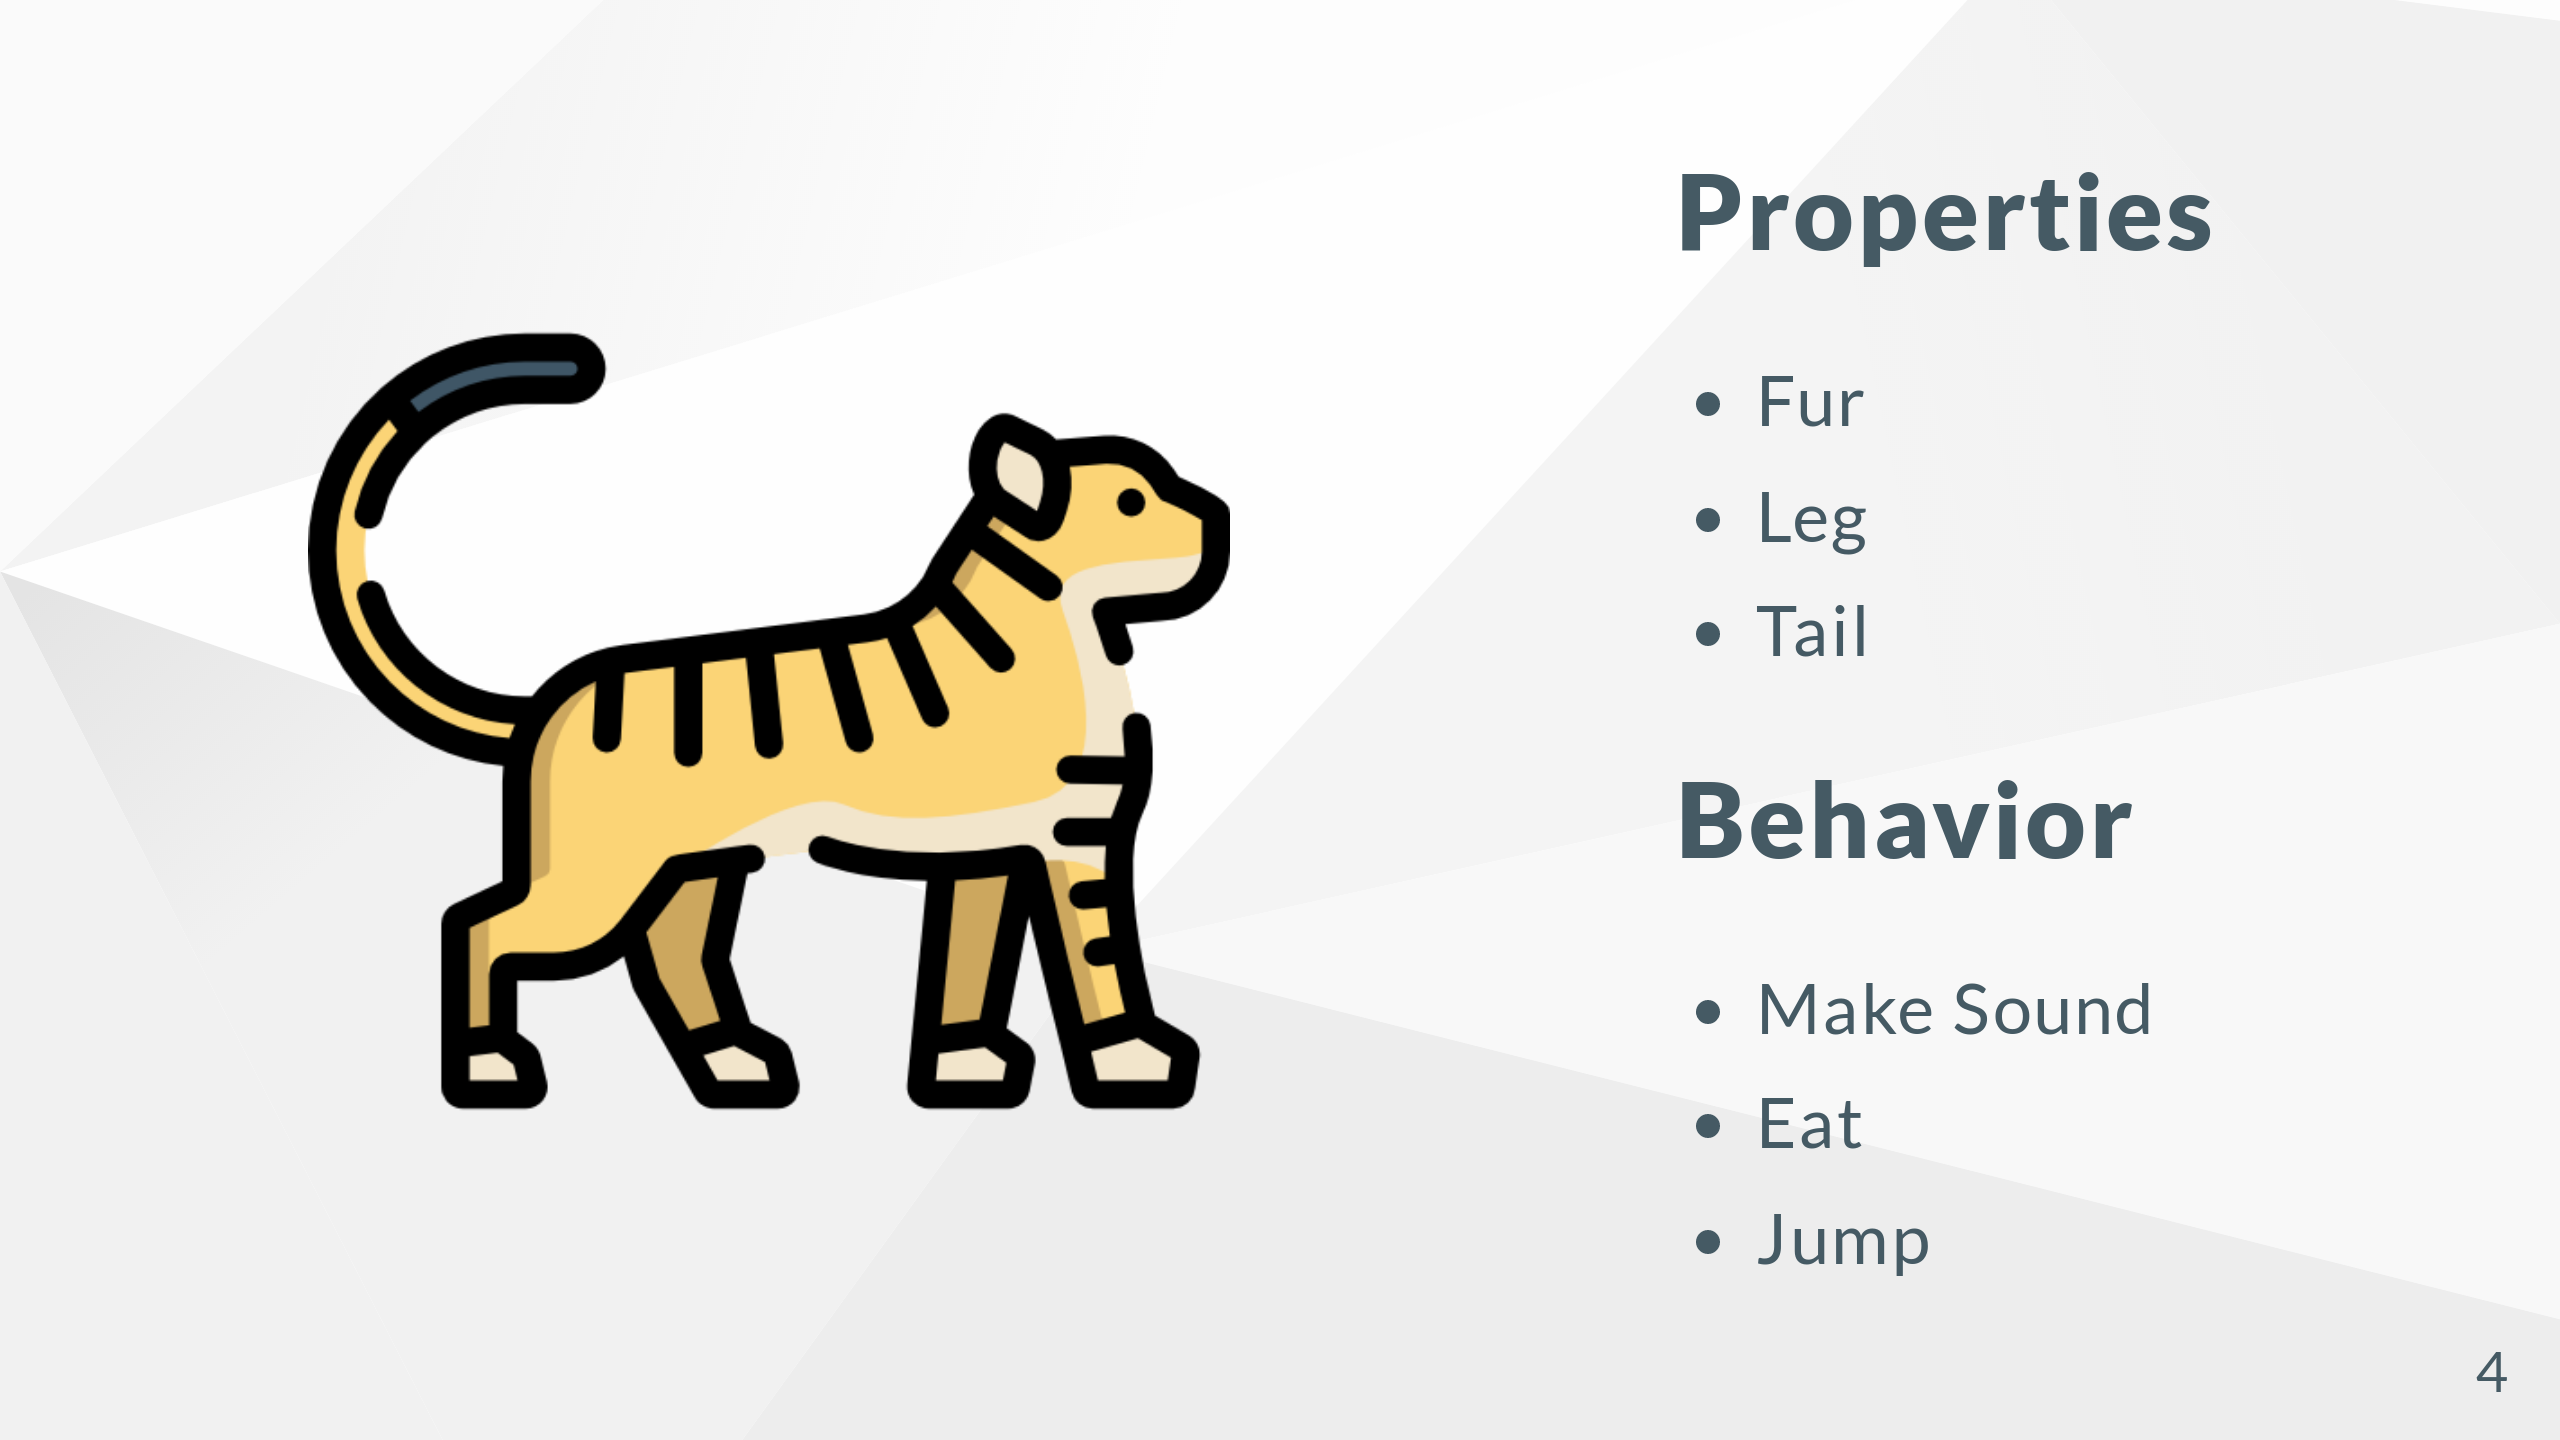 Properties
• Fur
• Leg
• Tail
Behavior
• Make Sound
• Eat
• Jump
4